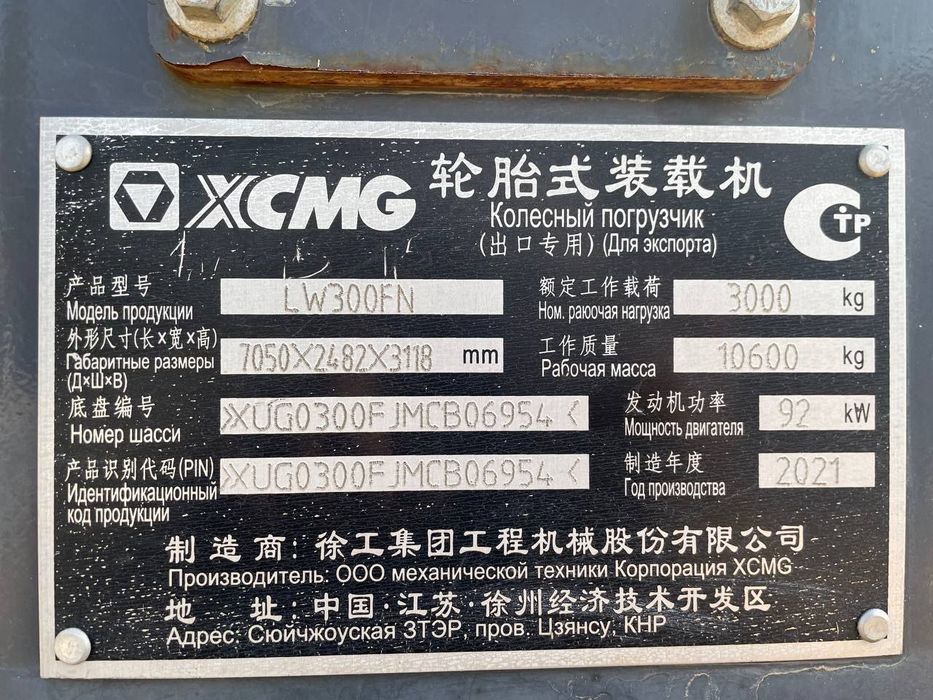 XCMG 轮胎式装载机
Колесный погрузчик
(出口专用) (Для экспорта)
СТР
产品型号
Модель продукции
LW300FN
额定工作载荷
Ном. раюочая нагрузка
3000 kg
外形尺寸(长×宽×高)
Габаритные размеры
(Д×Ш×В)
7050X2482X3118 mm
工作质量
Рабочая масса
10600 kg
底盘编号
Номер шасси
XUG0300FJMCB06954
发动机功率
Мощность двигателя
92 kW
产品识别代码(PIN)
Идентификационный
код продукции
XUG0300FJMCB06954
制造年度
Год производства
2021
制造商: 徐工集团工程机械股份有限公司
Производитель: ООО механической техники Корпорация XCMG
地 址: 中国·江苏·徐州经济技术开发区
Адрес: Сюйчжоуская ЗТЭР, пров. Цзянсу, КНР